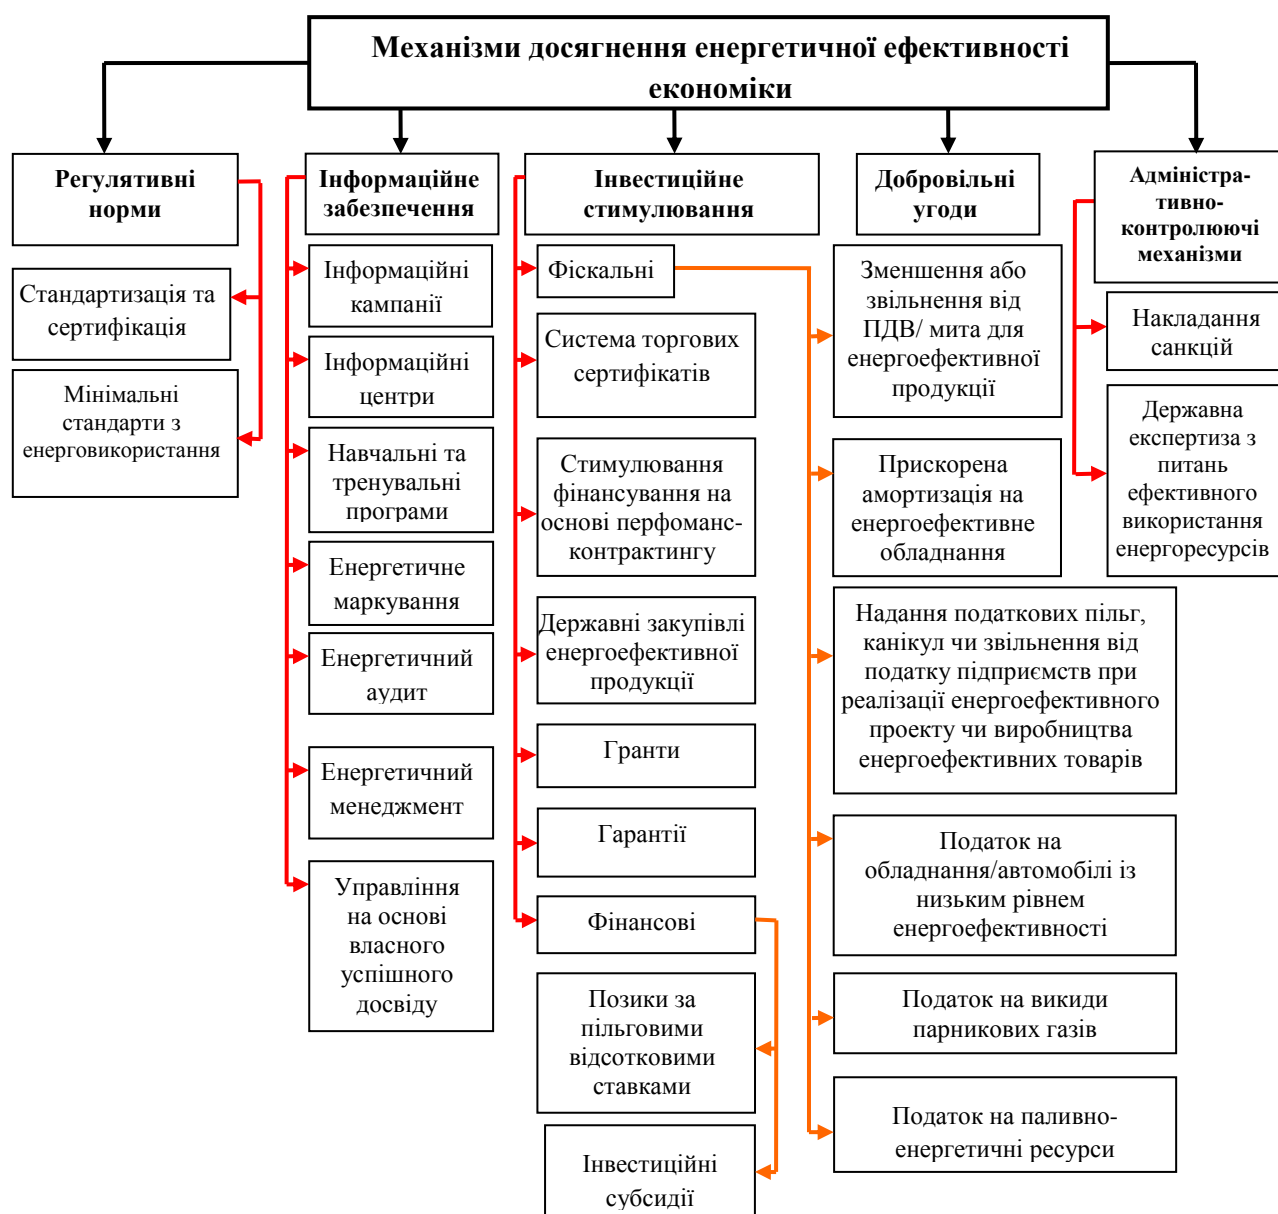 Механізми досягнення енергетичної ефективності
економіки
Регулятивні
норми
Стандартизація та
сертифікація
Мінімальні
стандарти з
енерговикористання
Інформаційне
забезпечення
Інформаційні
кампанії
Інформаційні
центри
Навчальні та
тренувальні
програми
Енергетичне
маркування
Енергетичний
аудит
Енергетичний
менеджмент
Управління
на основі
власного
успішного
досвіду
Інвестиційне
стимулювання
Фіскальні
Система торгових
сертифікатів
Стимулювання
фінансування на
основі перфоманс-
контрактингу
Державні закупівлі
енергоефективної
продукції
Гранти
Гарантії
Фінансові
Позики за
пільговими
відсотковими
ставками
Інвестиційні
субсидії
Добровільні
угоди
Зменшення або
звільнення від
ПДВ/ мита для
енергоефективної
продукції
Прискорена
амортизація на
енергоефективне
обладнання
Надання податкових пільг,
канікул чи звільнення від
податку підприємств при
реалізації енергоефективного
проекту чи виробництва
енергоефективних товарів
Податок на
обладнання/автомобілі із
низьким рівнем
енергоефективності
Податок на викиди
парникових газів
Податок на паливно-
енергетичні ресурси
Адміністра-
тивно-
контролюючі
механізми
Накладання
санкцій
Державна
експертиза з
питань
ефективного
використання
енергоресурсів